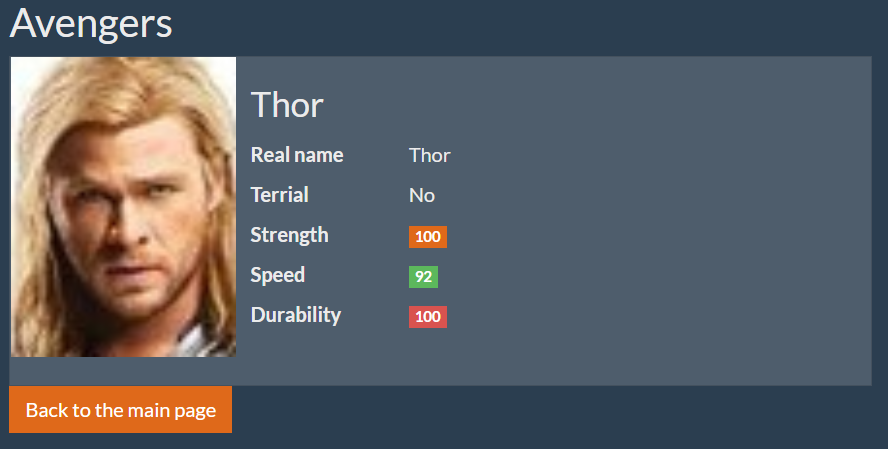 Avengers
Thor
Real name Thor
Terrial No
Strength 100
Speed 92
Durability 100
Back to the main page